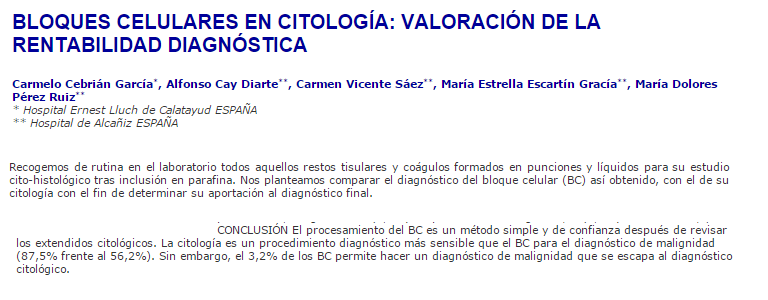 BLOQUES CELULARES EN CITOLOGÍA: VALORACIÓN DE LA
RENTABILIDAD DIAGNÓSTICA
Carmelo Cebrián García*, Alfonso Cay Diarte**, Carmen Vicente Sáez**, María Estrella Escartín Gracía**, María Dolores
Pérez Ruiz**
* Hospital Ernest Lluch de Calatayud ESPAÑA
** Hospital de Alcañiz ESPAÑA
Recogemos de rutina en el laboratorio todos aquellos restos tisulares y coágulos formados en punciones y líquidos para su estudio
cito-histológico tras inclusión en parafina. Nos planteamos comparar el diagnóstico del bloque celular (BC) así obtenido, con el de su
citología con el fin de determinar su aportación al diagnóstico final.
CONCLUSIÓN El procesamiento del BC es un método simple y de confianza después de revisar
los extendidos citológicos. La citología es un procedimiento diagnóstico más sensible que el BC para el diagnóstico de malignidad
(87,5% frente al 56,2%). Sin embargo, el 3,2% de los BC permite hacer un diagnóstico de malignidad que se escapa al diagnóstico
citológico.